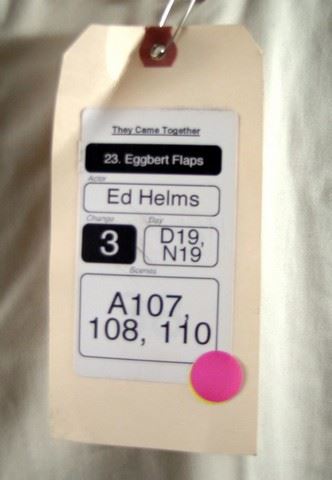 They Came Together
23. Eggbert Flaps
Actor
Ed Helms
Change
Day
3
D19,
N19
Scenes
A107,
108, 110